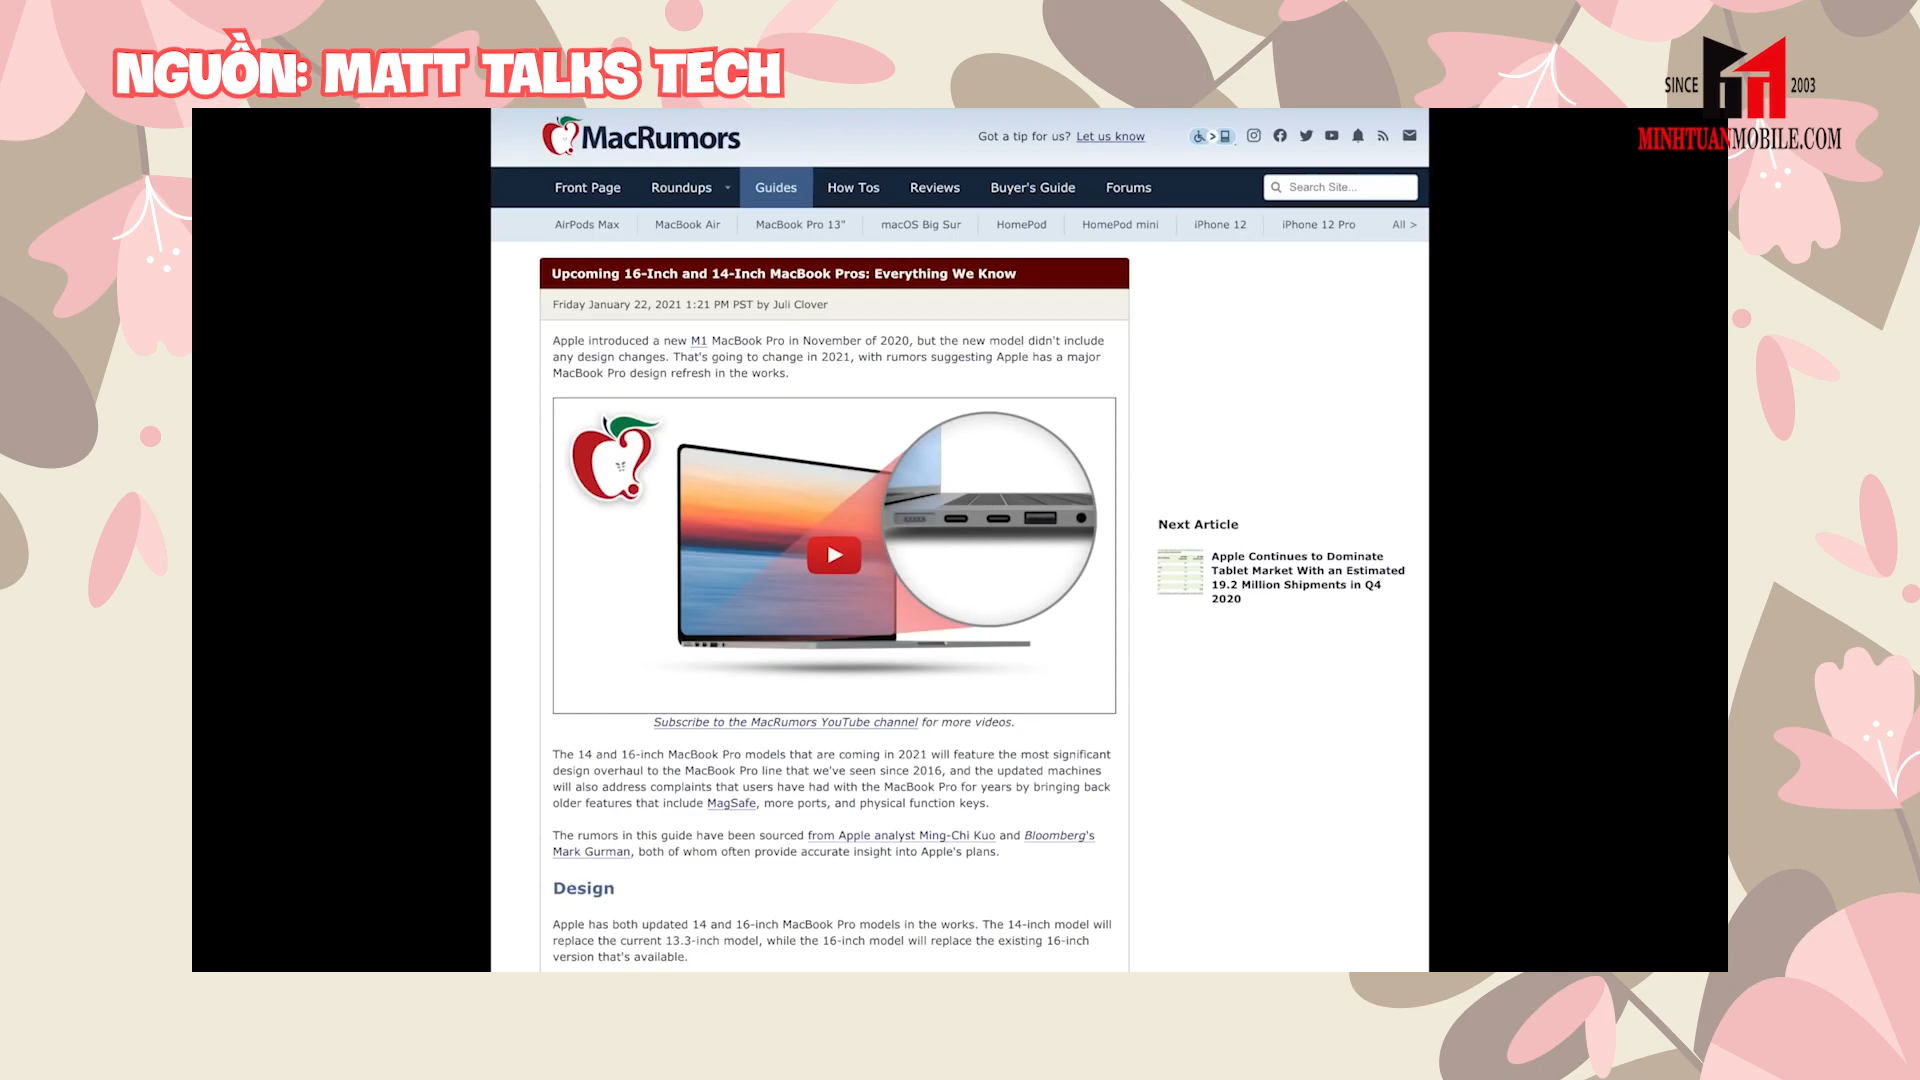 NGUỒN: MATT TALKS TECH
SINCE 2003
MINHTUANMOBILE.COM
MacRumors
Got a tip for us? Let us know
Front Page Roundups Guides How Tos Reviews Buyer's Guide Forums Search Site...
AirPods Max MacBook Air MacBook Pro 13" macOS Big Sur HomePod HomePod mini iPhone 12 iPhone 12 Pro All >
Upcoming 16-Inch and 14-Inch MacBook Pros: Everything We Know
Friday January 22, 2021 1:21 PM PST by Juli Clover
Apple introduced a new M1 MacBook Pro in November of 2020, but the new model didn't include
any design changes. That's going to change in 2021, with rumors suggesting Apple has a major
MacBook Pro design refresh in the works.
Subscribe to the MacRumors YouTube channel for more videos.
The 14 and 16-inch MacBook Pro models that are coming in 2021 will feature the most significant
design overhaul to the MacBook Pro line that we've seen since 2016, and the updated machines
will also address complaints that users have had with the MacBook Pro for years by bringing back
older features that include MagSafe, more ports, and physical function keys.
The rumors in this guide have been sourced from Apple analyst Ming-Chi Kuo and Bloomberg's
Mark Gurman, both of whom often provide accurate insight into Apple's plans.
Design
Apple has both updated 14 and 16-inch MacBook Pro models in the works. The 14-inch model will
replace the current 13.3-inch model, while the 16-inch model will replace the existing 16-inch
version that's available.
Next Article
Apple Continues to Dominate
Tablet Market With an Estimated
19.2 Million Shipments in Q4
2020